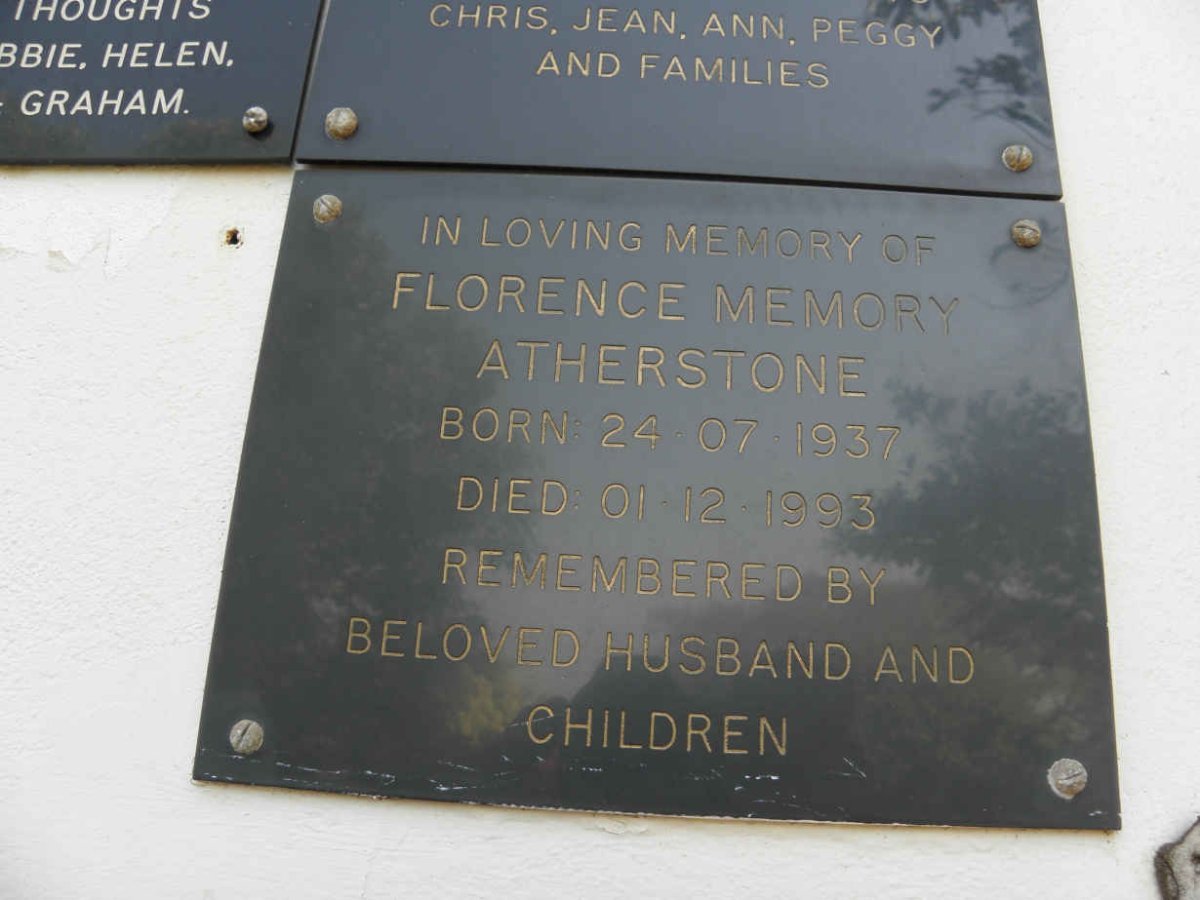 THOUGHTS
HELEN,
GRAHAM.
CHRIS, JEAN, ANN, PEGGY
AND FAMILIES
IN LOVING MEMORY OF
FLORENCE MEMORY
ATHERSTONE
BORN: 24 · 07 · 1937
DIED: 01 · 12 · 1993
REMEMBERED BY
BELOVED HUSBAND AND
CHILDREN